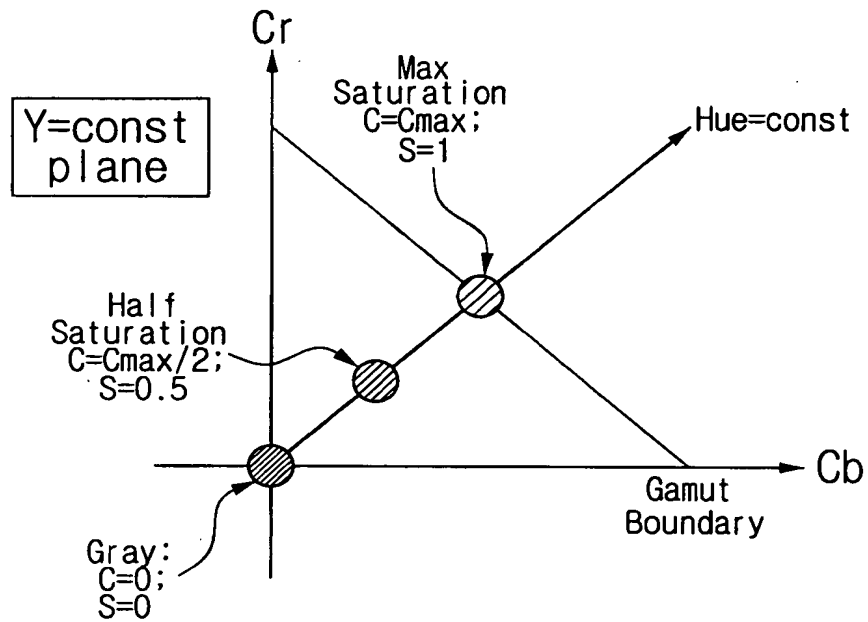 Cr
Y=const
plane
Max
Saturation
C=Cmax;
S=1
Hue=const
Half
Saturation
C=Cmax/2;
S=0.5
Cb
Gamut
Boundary
Gray:
C=0;
S=0